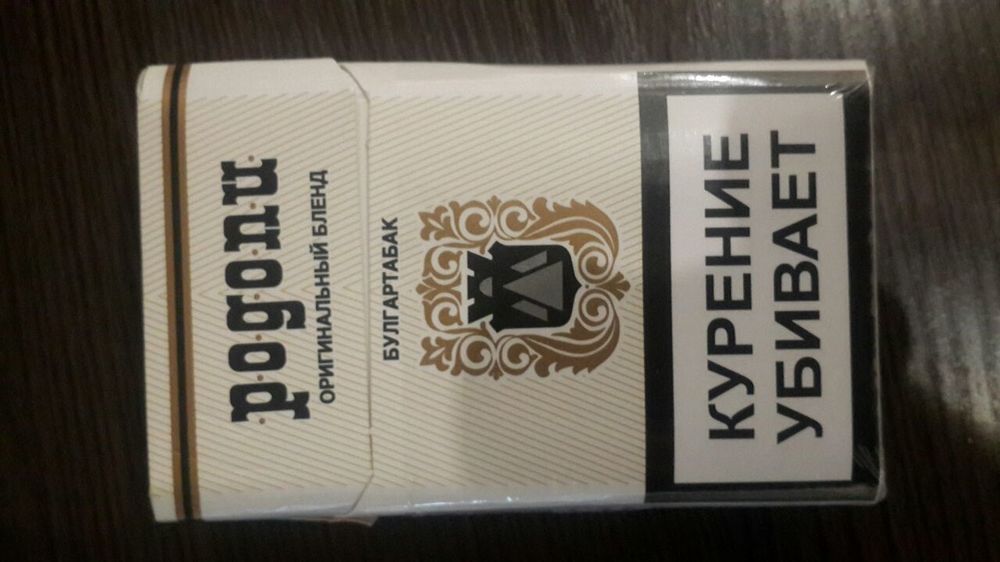 родопи
ОРИГИНАЛЬНЫЙ БЛЕНД
БУЛГАРТАБАК
КУРЕНИЕ
УБИВАЕТ